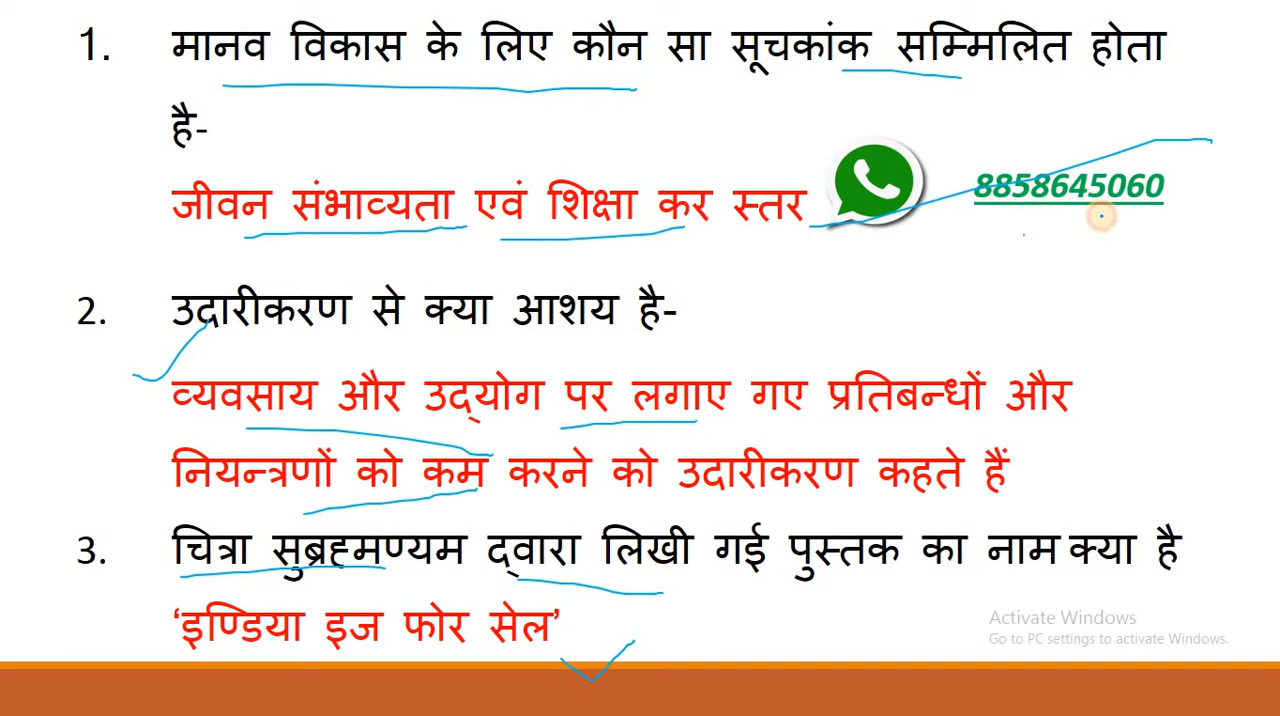 1. मानव विकास के लिए कौन सा सूचकांक सम्मिलित होता
है-
जीवन संभाव्यता एवं शिक्षा कर स्तर 8858645060
2. उदारीकरण से क्या आशय है-
व्यवसाय और उद्योग पर लगाए गए प्रतिबन्धों और
नियन्त्रणों को कम करने को उदारीकरण कहते हैं
3. चित्रा सुब्रह्मण्यम द्वारा लिखी गई पुस्तक का नाम क्या है
‘इण्डिया इज फोर सेल’
Activate Windows
Go to PC settings to activate Windows.